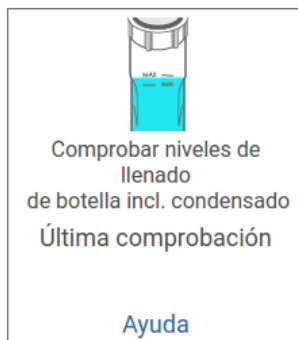 MAX
MIN
Comprobar niveles de
llenado
de botella incl. condensado
Última comprobación
Ayuda